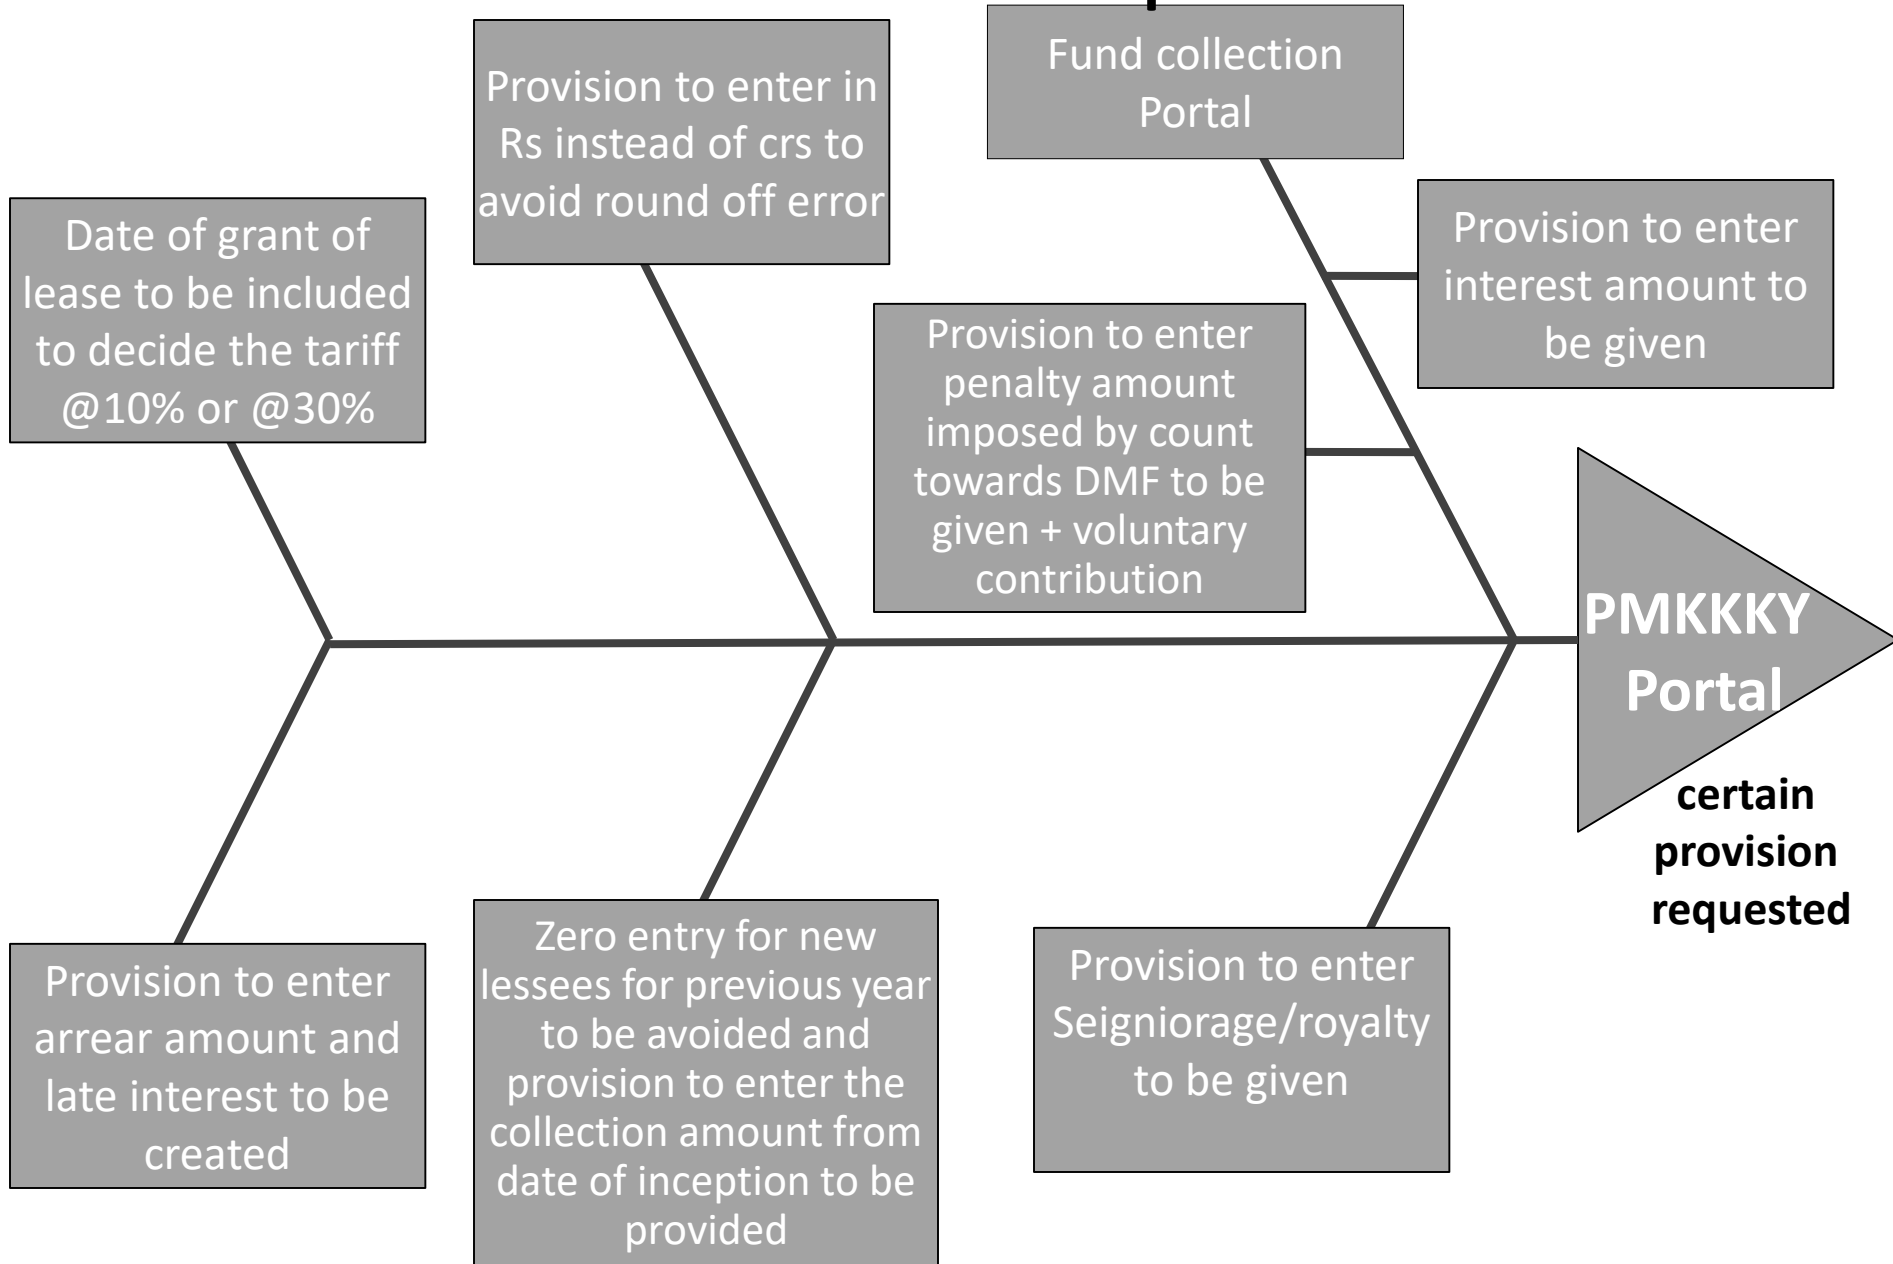 Fund collection
Portal
Provision to enter in
Rs instead of crs to
avoid round off error
Date of grant of
lease to be included
to decide the tariff
@10% or @30%
Provision to enter
interest amount to
be given
Provision to enter
penalty amount
imposed by count
towards DMF to be
given + voluntary
contribution
PMKKKY
Portal
certain
provision
requested
Provision to enter
arrear amount and
late interest to be
created
Zero entry for new
lessees for previous year
to be avoided and
provision to enter the
collection amount from
date of inception to be
provided
Provision to enter
Seigniorage/royalty
to be given